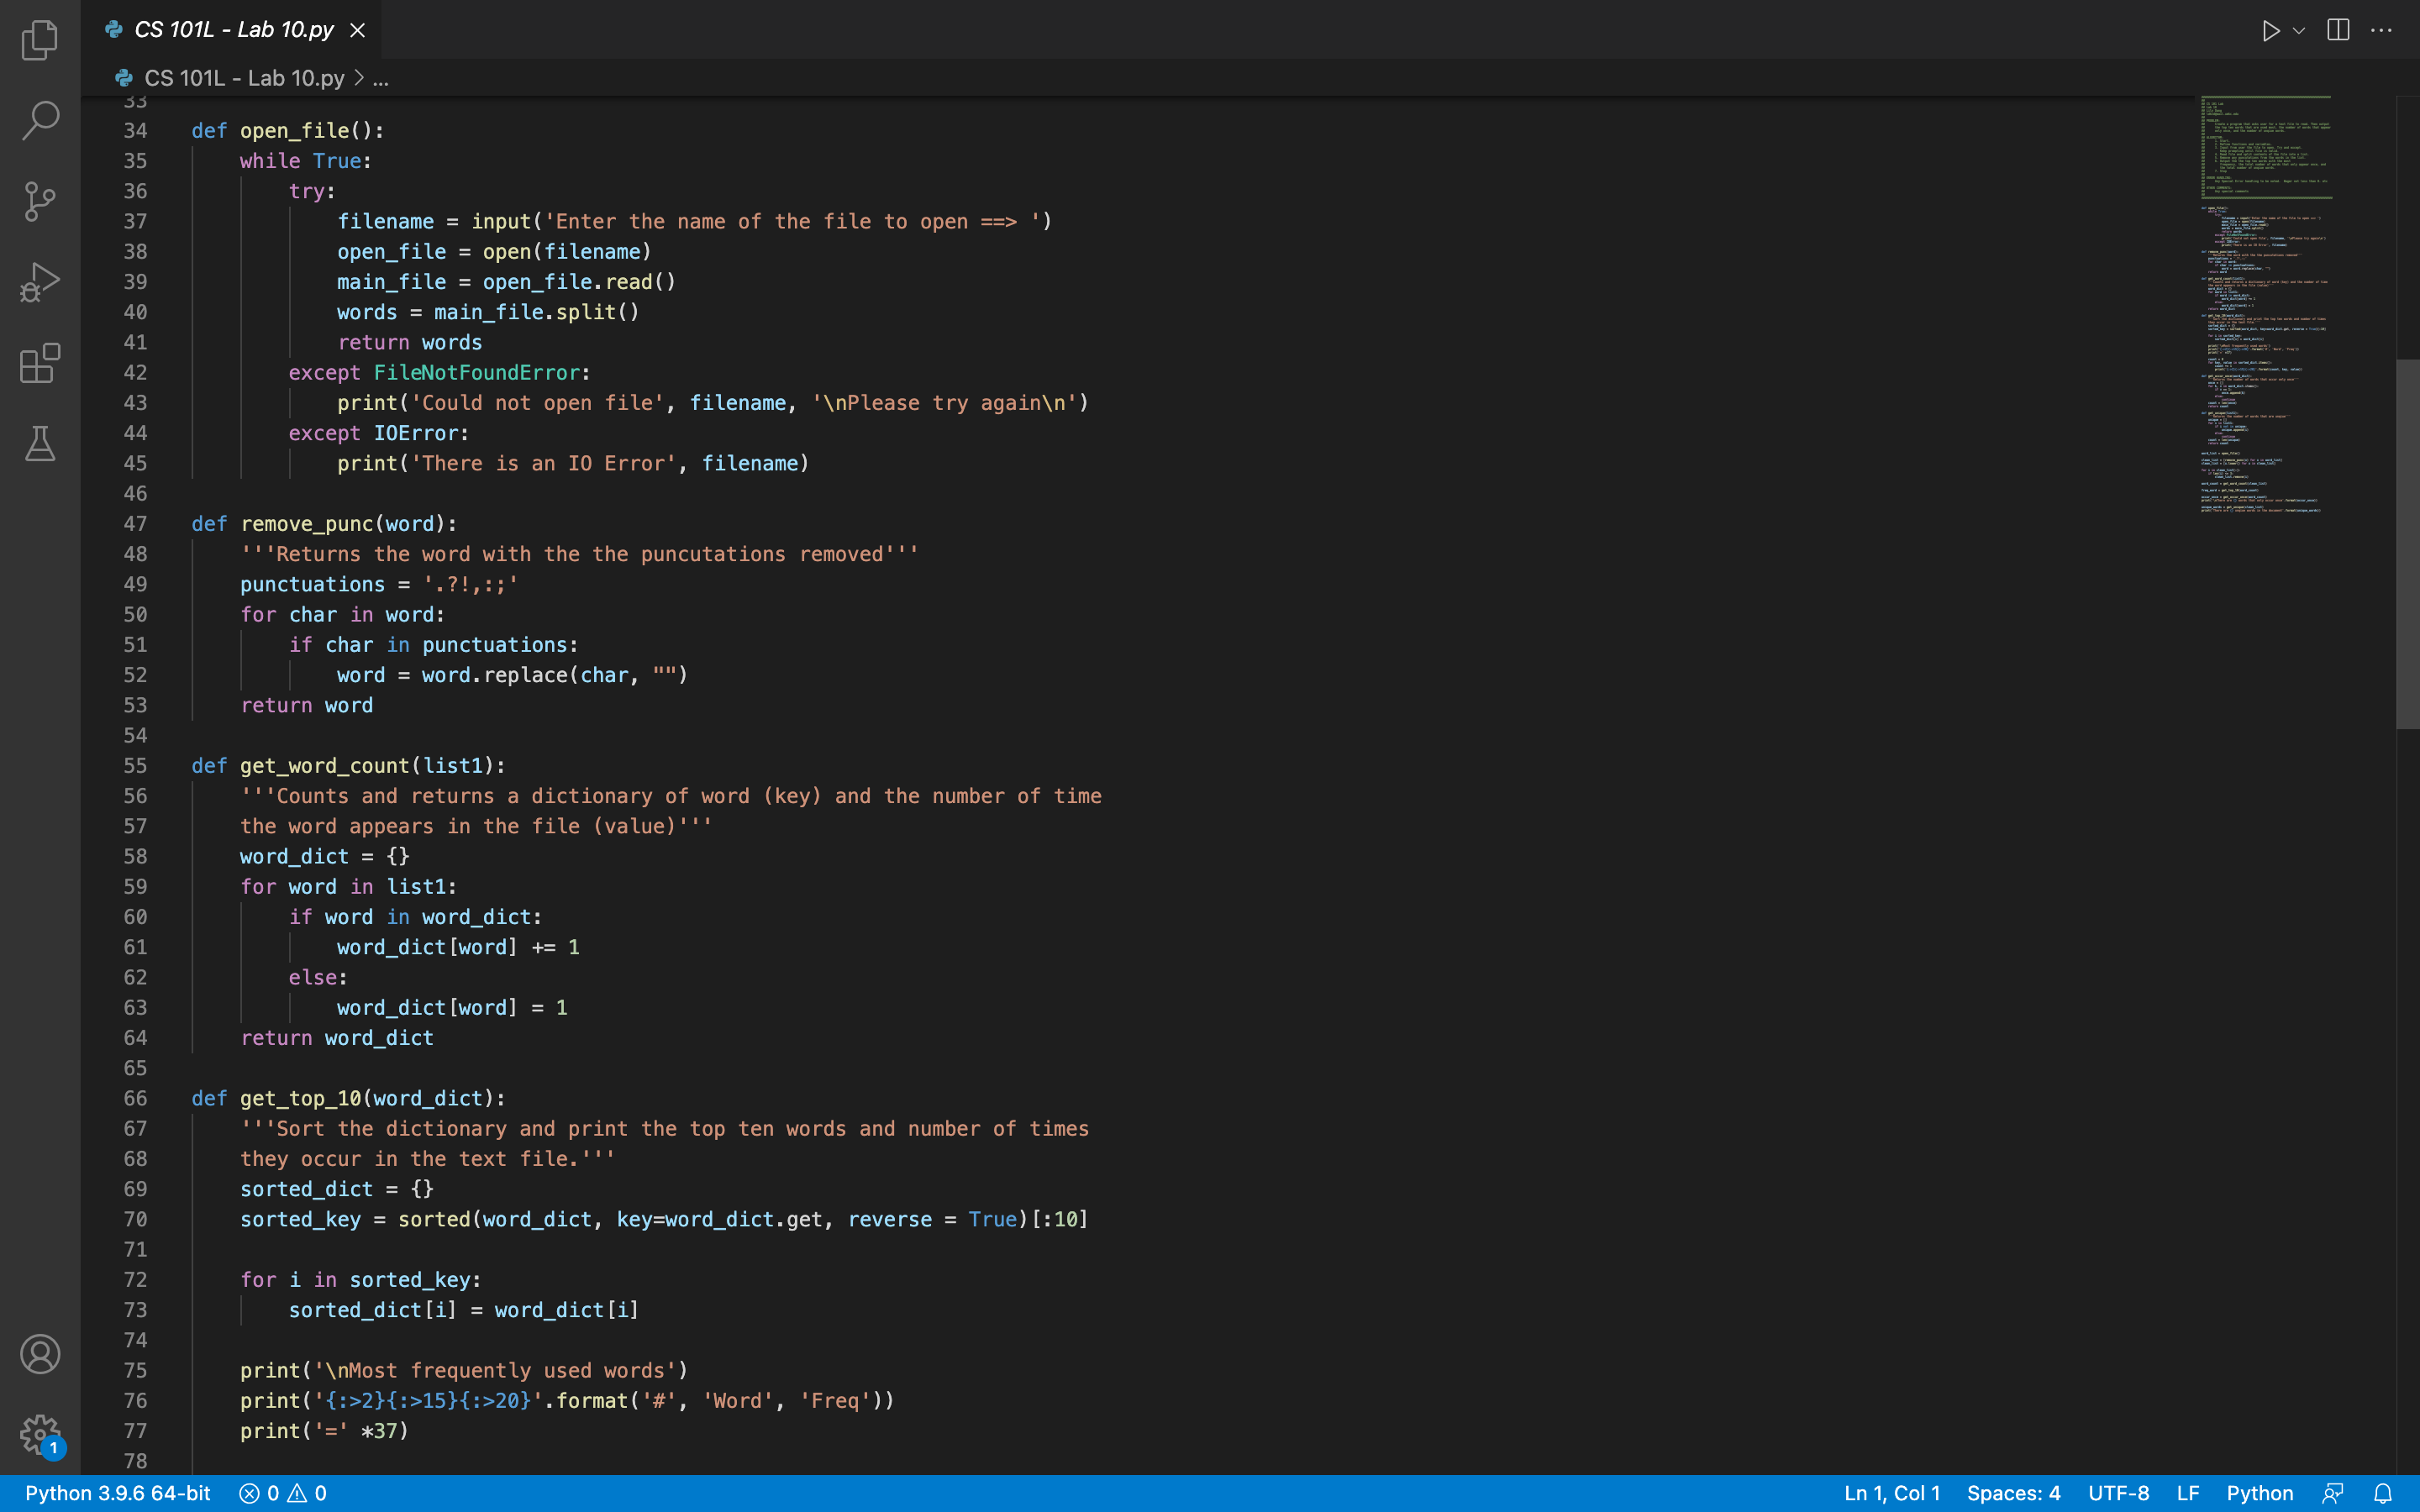 CS 101L - Lab 10.py
CS 101L - Lab 10.py > ...
33
34 def open_file():
35     while True:
36         try:
37             filename = input('Enter the name of the file to open ==> ')
38             open_file = open(filename)
39             main_file = open_file.read()
40             words = main_file.split()
41             return words
42         except FileNotFoundError:
43             print('Could not open file', filename, '\nPlease try again\n')
44         except IOError:
45             print('There is an IO Error', filename)
46
47 def remove_punc(word):
48     '''Returns the word with the the puncutations removed'''
49     punctuations = '.?!,:;'
50     for char in word:
51         if char in punctuations:
52             word = word.replace(char, "")
53     return word
54
55 def get_word_count(list1):
56     '''Counts and returns a dictionary of word (key) and the number of time
57     the word appears in the file (value)'''
58     word_dict = {}
59     for word in list1:
60         if word in word_dict:
61             word_dict[word] += 1
62         else:
63             word_dict[word] = 1
64     return word_dict
65
66 def get_top_10(word_dict):
67     '''Sort the dictionary and print the top ten words and number of times
68     they occur in the text file.'''
69     sorted_dict = {}
70     sorted_key = sorted(word_dict, key=word_dict.get, reverse = True)[:10]
71
72     for i in sorted_key:
73         sorted_dict[i] = word_dict[i]
74
75     print('\nMost frequently used words')
76     print('{:>2}{:>15}{:>20}'.format('#', 'Word', 'Freq'))
77     print('=' *37)
78
1
Python 3.9.6 64-bit 0 0 Ln 1, Col 1 Spaces: 4 UTF-8 LF Python